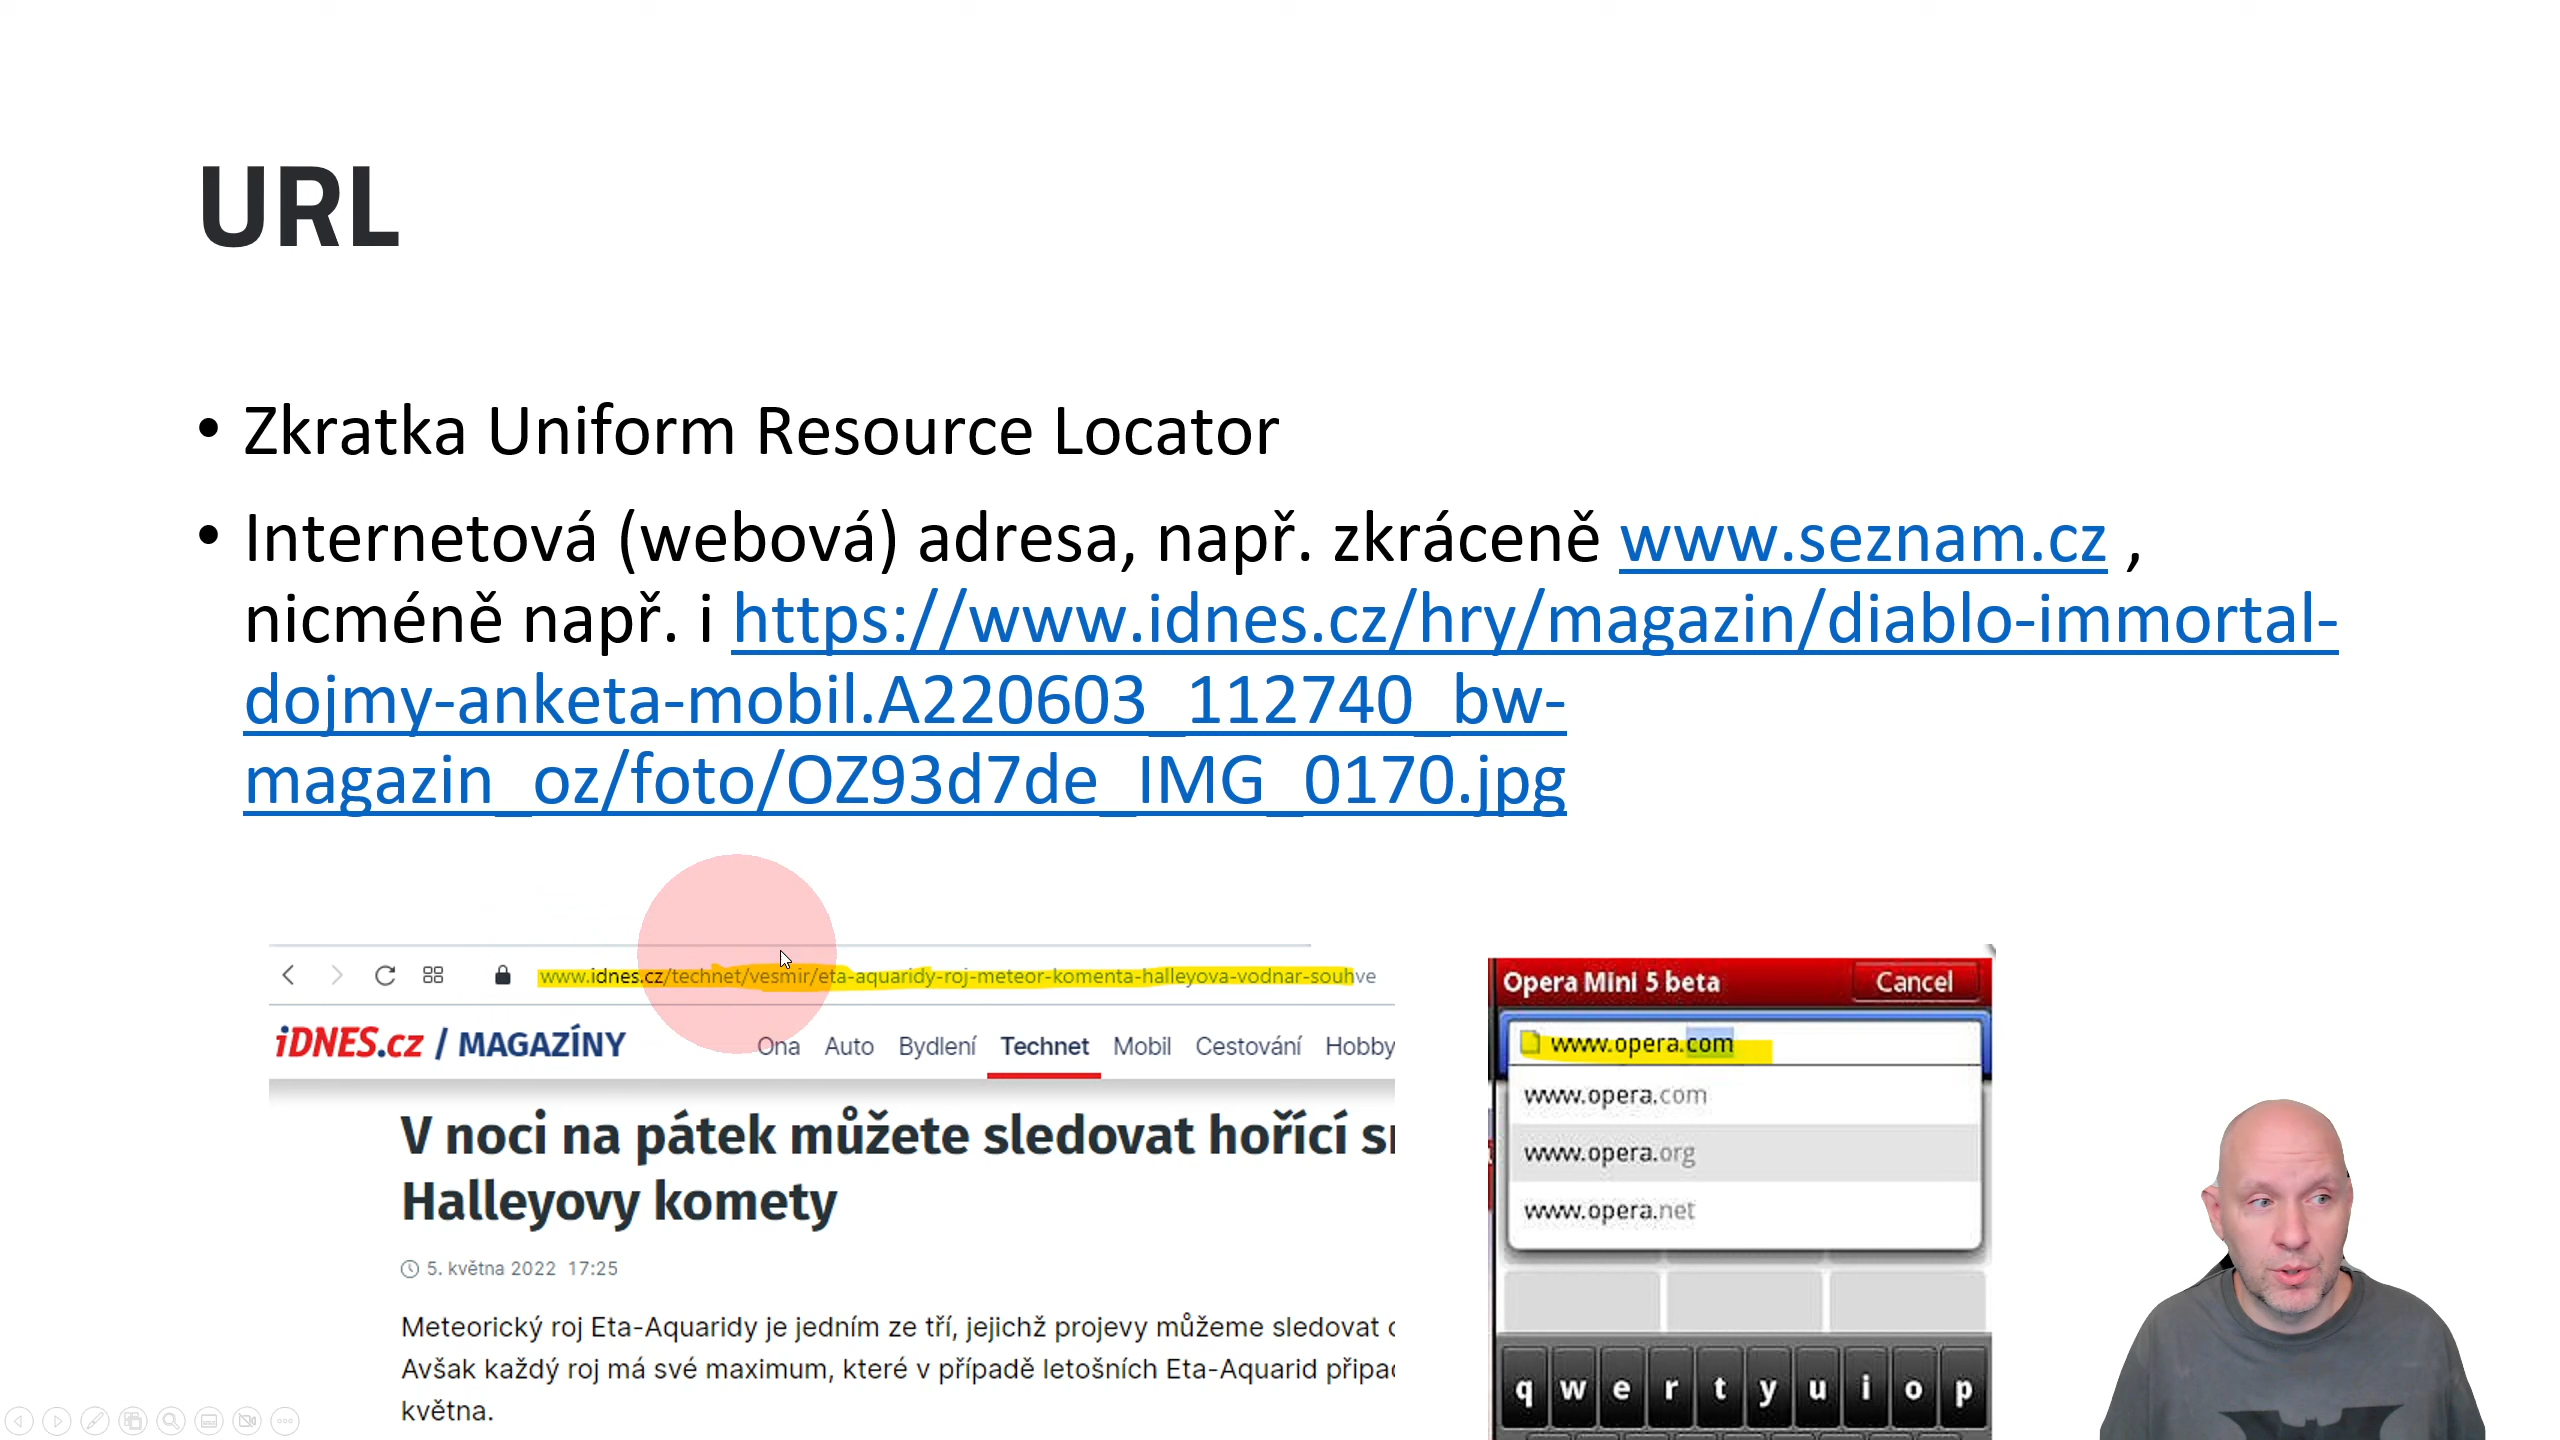 URL
• Zkratka Uniform Resource Locator
• Internetová (webová) adresa, např. zkráceně www.seznam.cz ,
nicméně např. i https://www.idnes.cz/hry/magazin/diablo-immortal-
dojmy-anketa-mobil.A220603_112740_bw-
magazin_oz/foto/OZ93d7de_IMG_0170.jpg
www.idnes.cz/technet/vesmir/eta-aquaridy-roj-meteor-komenta-halleyova-vodnar-souhve
iDNES.cz / MAGAZÍNY Ona Auto Bydlení Technet Mobil Cestování Hobby
V noci na pátek můžete sledovat hořící
Halleyovy komety
5. května 2022 17:25
Meteorický roj Eta-Aquaridy je jedním ze tří, jejichž projevy můžeme sledovat
Avšak každý roj má své maximum, které v případě letošních Eta-Aquarid připa
května.
Opera Mini 5 beta Cancel
www.opera.com
www.opera.com
www.opera.org
www.opera.net
q w e r t y u i o p